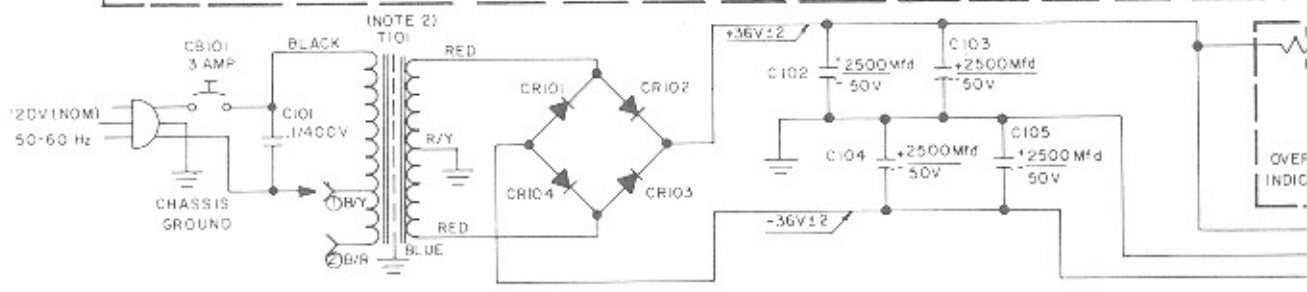 (NOTE 2)
T101
CB101
3 AMP
BLACK
RED
120V (NOM)
50-60 Hz
C101
.1/400V
CHASSIS
GROUND
1 B/Y
2 B/R
R/Y
RED
BLUE
CR101
CR102
CR104
CR103
+36V±2
C102
+2500Mfd
-50V
C103
+2500Mfd
-50V
C104
+2500Mfd
-50V
C105
+2500Mfd
-50V
-36V±2